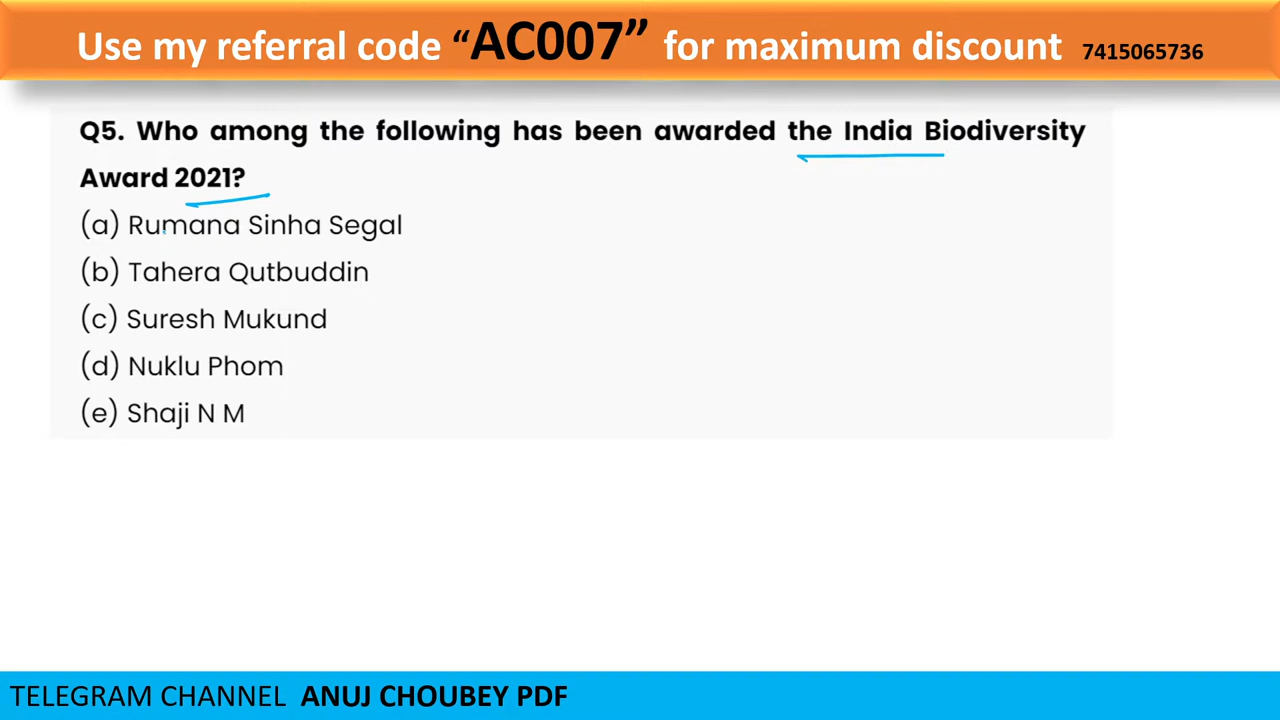 Use my referral code “AC007” for maximum discount 7415065736
Q5. Who among the following has been awarded the India Biodiversity
Award 2021?
(a) Rumana Sinha Segal
(b) Tahera Qutbuddin
(c) Suresh Mukund
(d) Nuklu Phom
(e) Shaji N M
TELEGRAM CHANNEL ANUJ CHOUBEY PDF